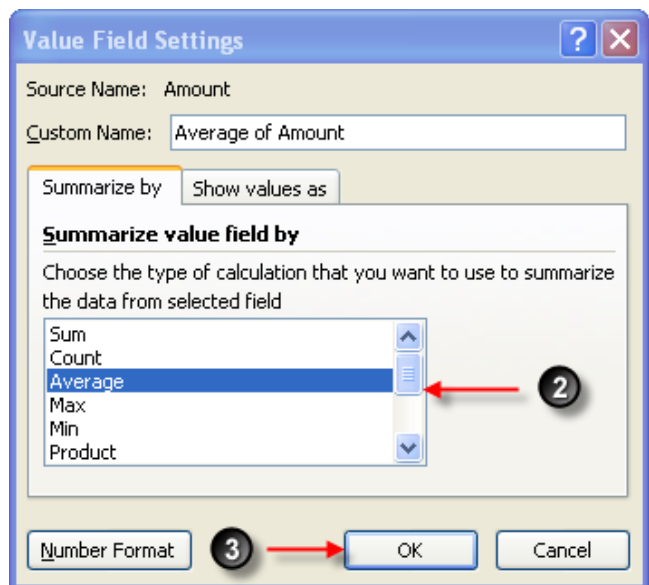 Value Field Settings
Source Name: Amount
Custom Name: Average of Amount
Summarize by Show values as
Summarize value field by
Choose the type of calculation that you want to use to summarize
the data from selected field
Sum
Count
Average
Max
Min
Product
2
Number Format 3 OK Cancel